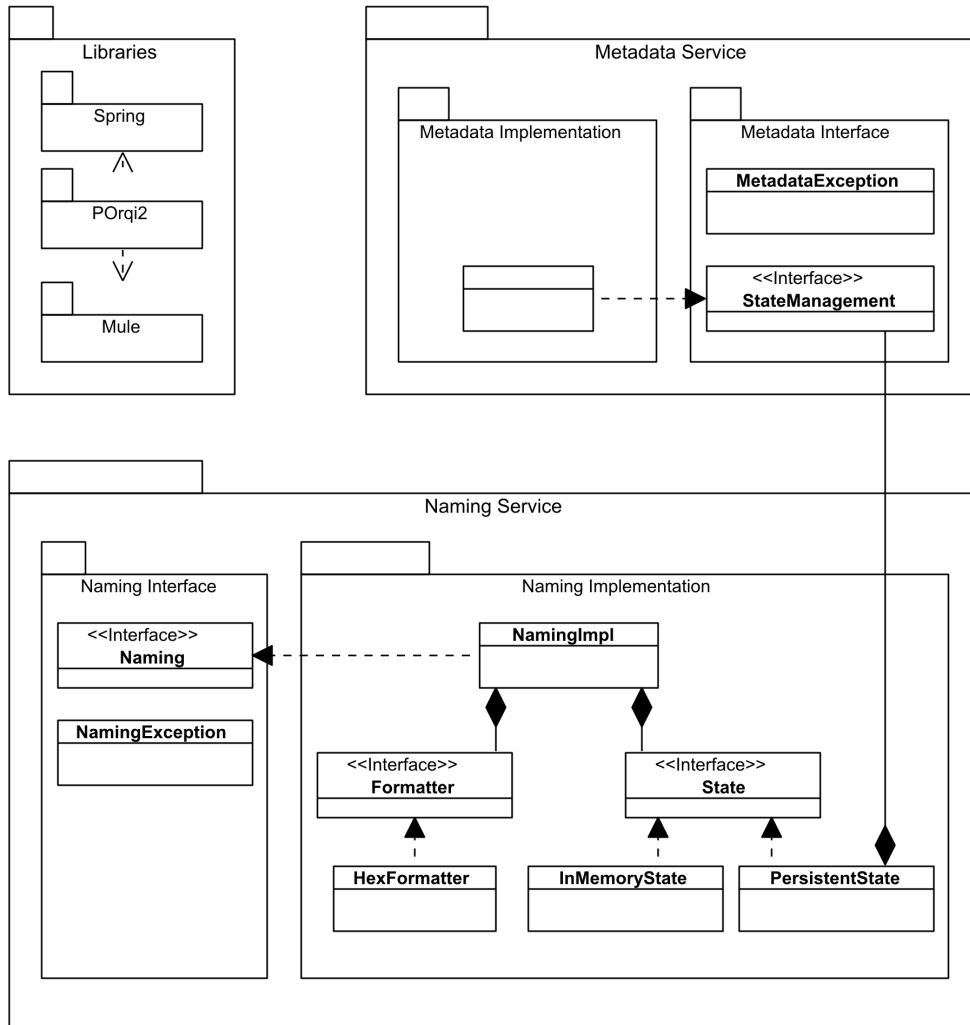 Libraries
Spring
POrqi2
Mule
Metadata Service
Metadata Implementation
Metadata Interface
MetadataException
<<Interface>>
StateManagement
Naming Service
Naming Interface
<<Interface>>
Naming
NamingException
Naming Implementation
NamingImpl
<<Interface>>
Formatter
<<Interface>>
State
HexFormatter
InMemoryState
PersistentState